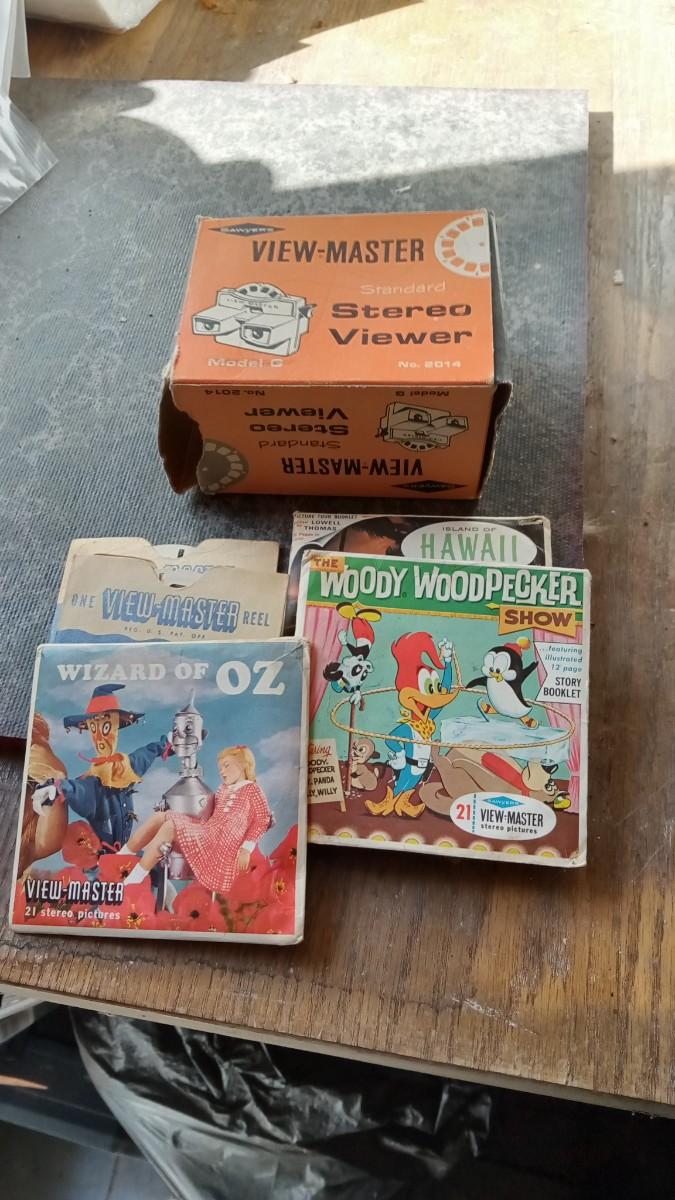 SAWYER'S
VIEW-MASTER
Standard
Stereo
Viewer
Model G
No. 2014
VIEW-MASTER
Standard
Stereo
Viewer
Model G
No. 2014
SAWYER'S
PICTURE TOUR BOOKLET
LOWELL
THOMAS
ISLAND OF
HAWAII
ONE VIEW-MASTER REEL
REG. U.S. PAT. OFF
THE
WOODY WOODPECKER
SHOW
...featuring
illustrated
12 page
STORY
BOOKLET
PANDA
WILLY
21
SAWYER'S
VIEW-MASTER
stereo pictures
WIZARD OF OZ
VIEW-MASTER
21 stereo pictures